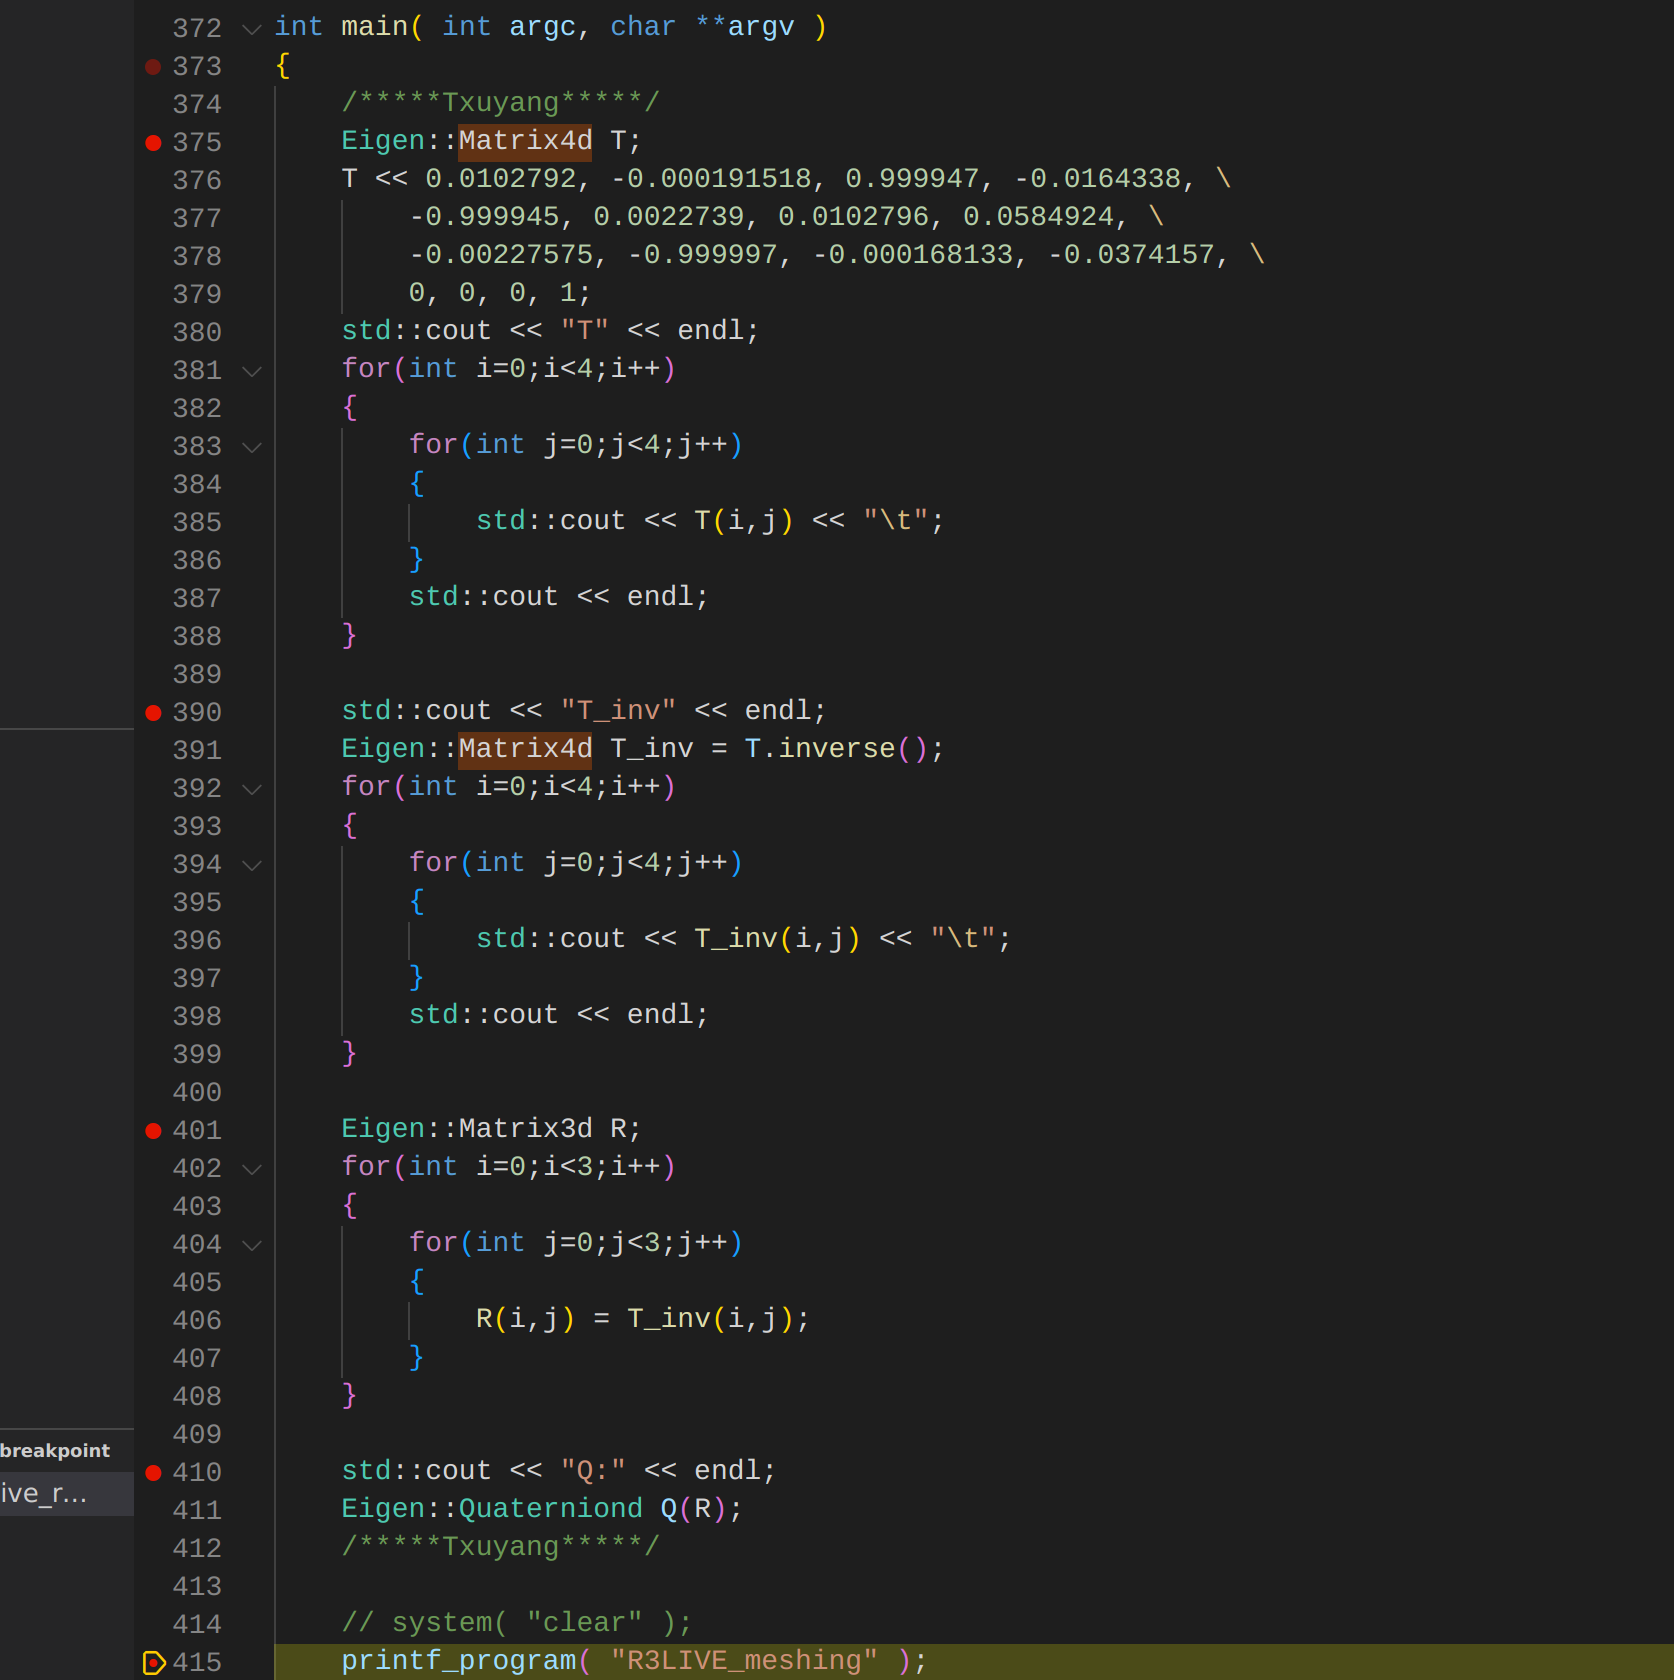 372 int main( int argc, char **argv )
373 {
374     /*****Txuyang*****/
375     Eigen::Matrix4d T;
376     T << 0.0102792, -0.000191518, 0.999947, -0.0164338, \
377         -0.999945, 0.0022739, 0.0102796, 0.0584924, \
378         -0.00227575, -0.999997, -0.000168133, -0.0374157, \
379         0, 0, 0, 1;
380     std::cout << "T" << endl;
381     for(int i=0;i<4;i++)
382     {
383         for(int j=0;j<4;j++)
384         {
385             std::cout << T(i,j) << "\t";
386         }
387         std::cout << endl;
388     }
389
390     std::cout << "T_inv" << endl;
391     Eigen::Matrix4d T_inv = T.inverse();
392     for(int i=0;i<4;i++)
393     {
394         for(int j=0;j<4;j++)
395         {
396             std::cout << T_inv(i,j) << "\t";
397         }
398         std::cout << endl;
399     }
400
401     Eigen::Matrix3d R;
402     for(int i=0;i<3;i++)
403     {
404         for(int j=0;j<3;j++)
405         {
406             R(i,j) = T_inv(i,j);
407         }
408     }
409
breakpoint
410     std::cout << "Q:" << endl;
ive_r...
411     Eigen::Quaterniond Q(R);
412     /*****Txuyang*****/
413
414     // system( "clear" );
415     printf_program( "R3LIVE_meshing" );